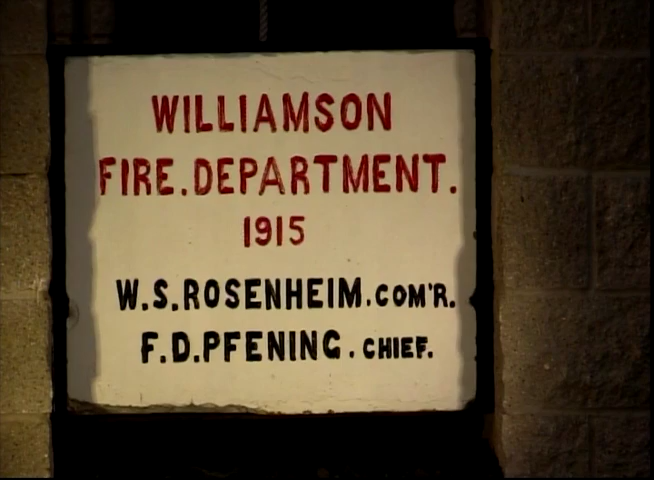 WILLIAMSON
FIRE.DEPARTMENT.
1915
W.S.ROSENHEIM.COM'R.
F.D.PFENING.CHIEF.